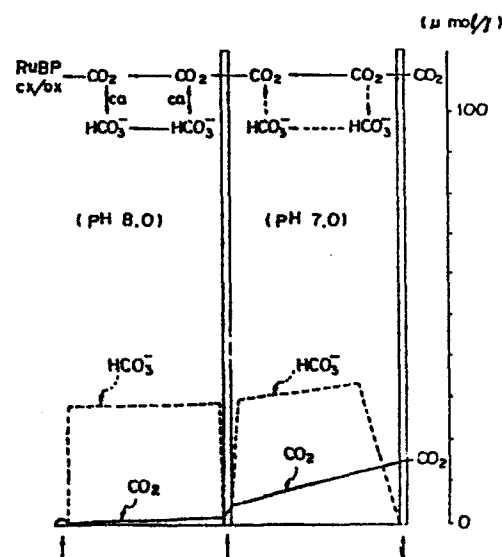 (μ mol/ℓ)
RuBP cx/ox CO₂ CO₂ CO₂ CO₂ CO₂
ca ca
HCO₃⁻ HCO₃⁻ HCO₃⁻ HCO₃⁻
100
(PH 8.0) (PH 7.0)
HCO₃⁻ HCO₃⁻
CO₂ CO₂ CO₂
0